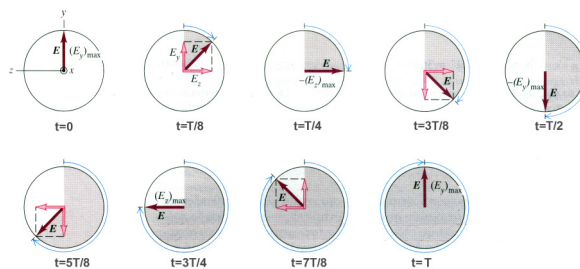 y
E (E_y)max
z x
t=0
E_y E
E_z
t=T/8
E
-(E_z)max
t=T/4
E
t=3T/8
-(E_y)max E
t=T/2
E
t=5T/8
(E_z)max
E
t=3T/4
E
t=7T/8
E (E_y)max
t=T